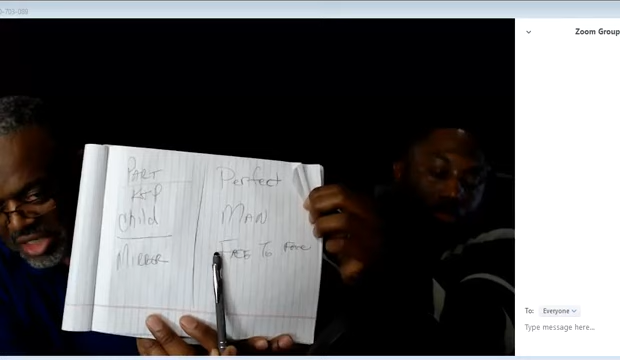 Zoom Group
PART Perfect
Child MAN
MIRROR FACE TO FACE
To: Everyone
Type message here...